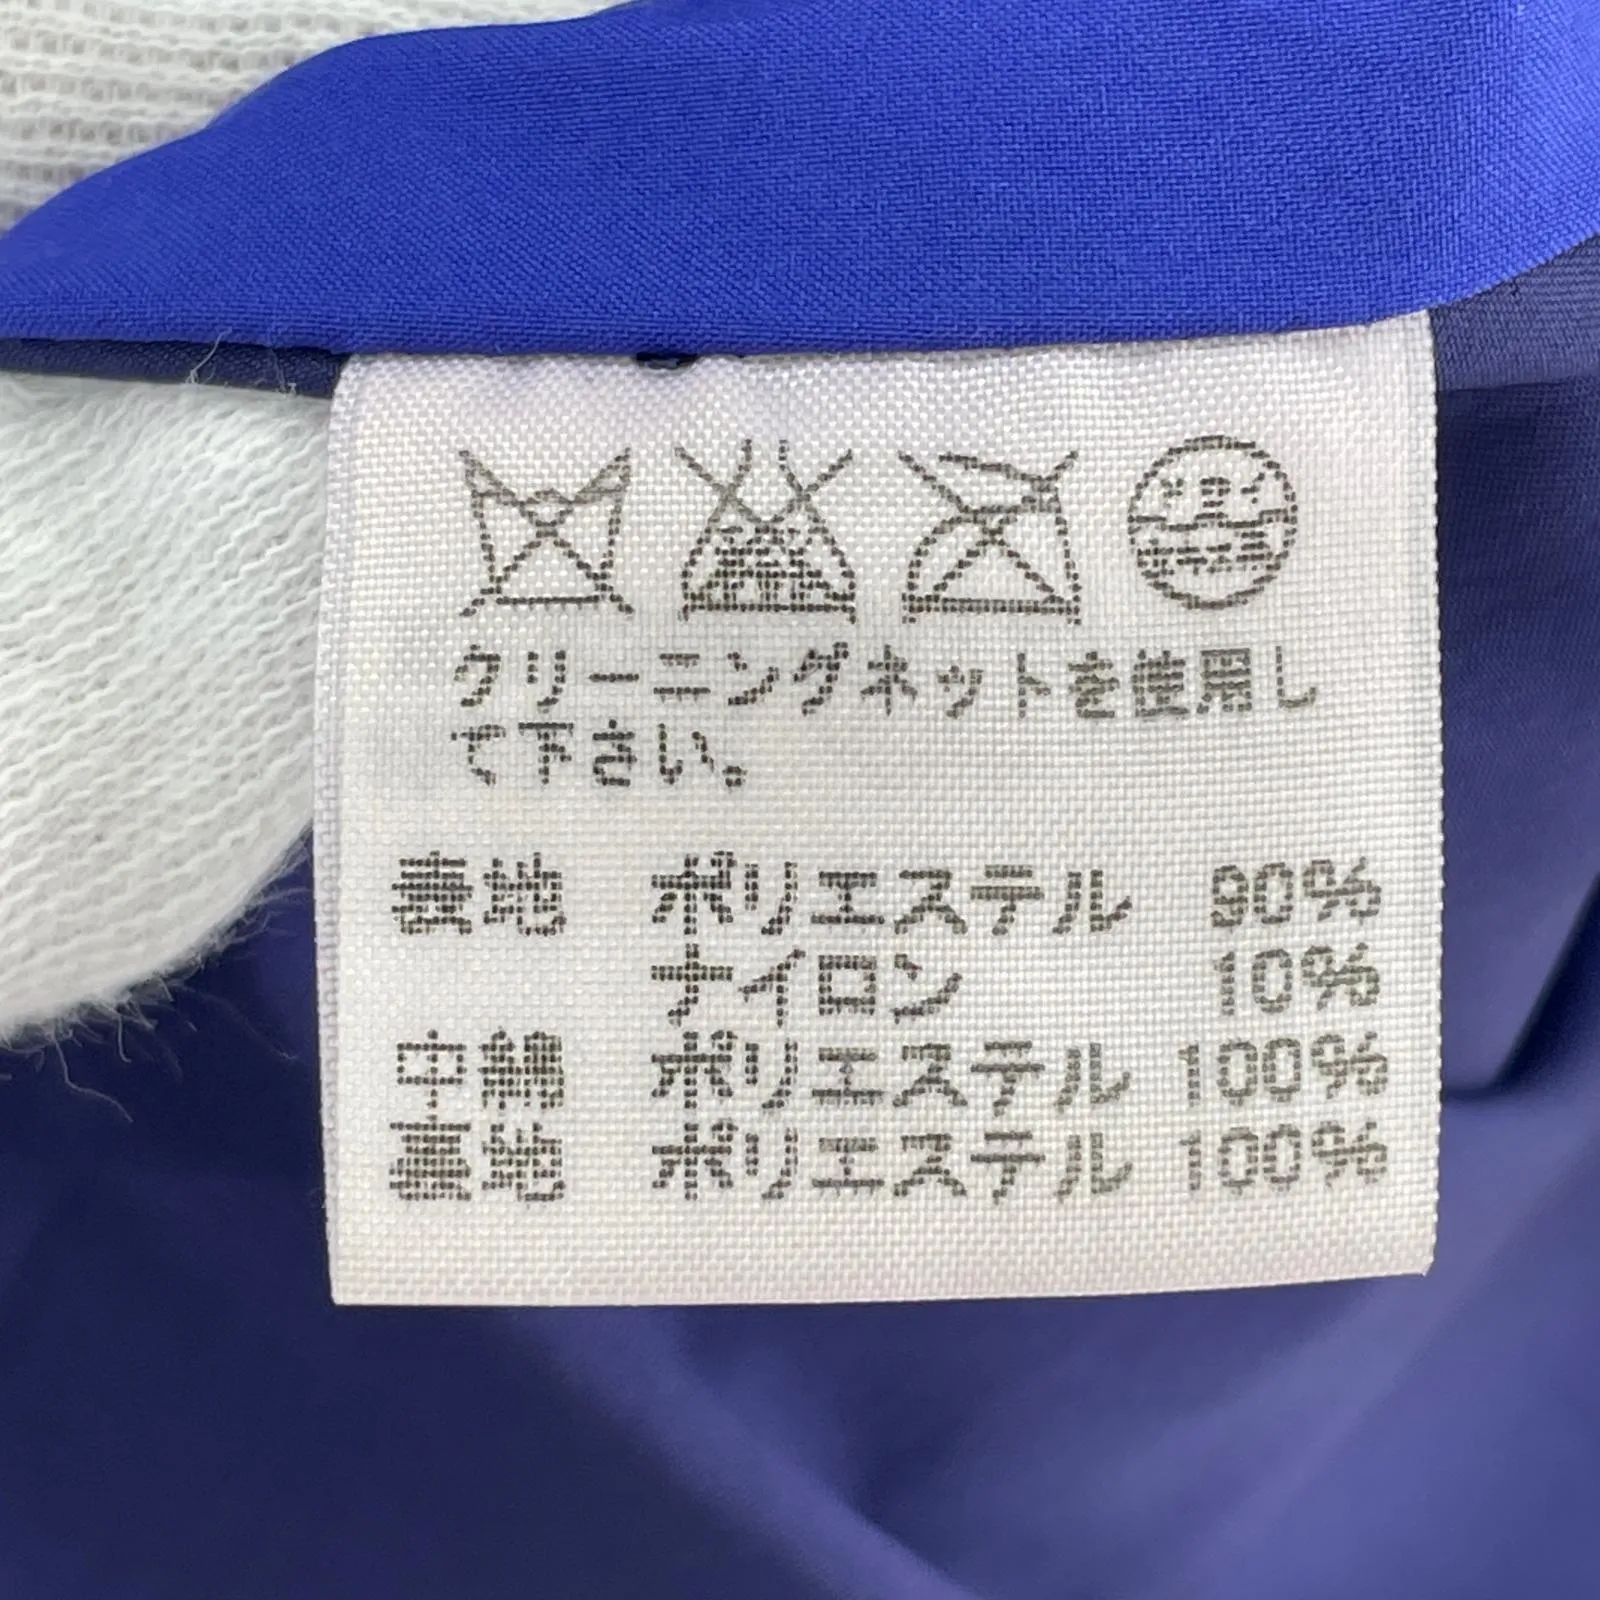 クリーニングネットを使用し
て下さい。
表地 ポリエステル 90%
ナイロン 10%
中綿 ポリエステル 100%
裏地 ポリエステル 100%